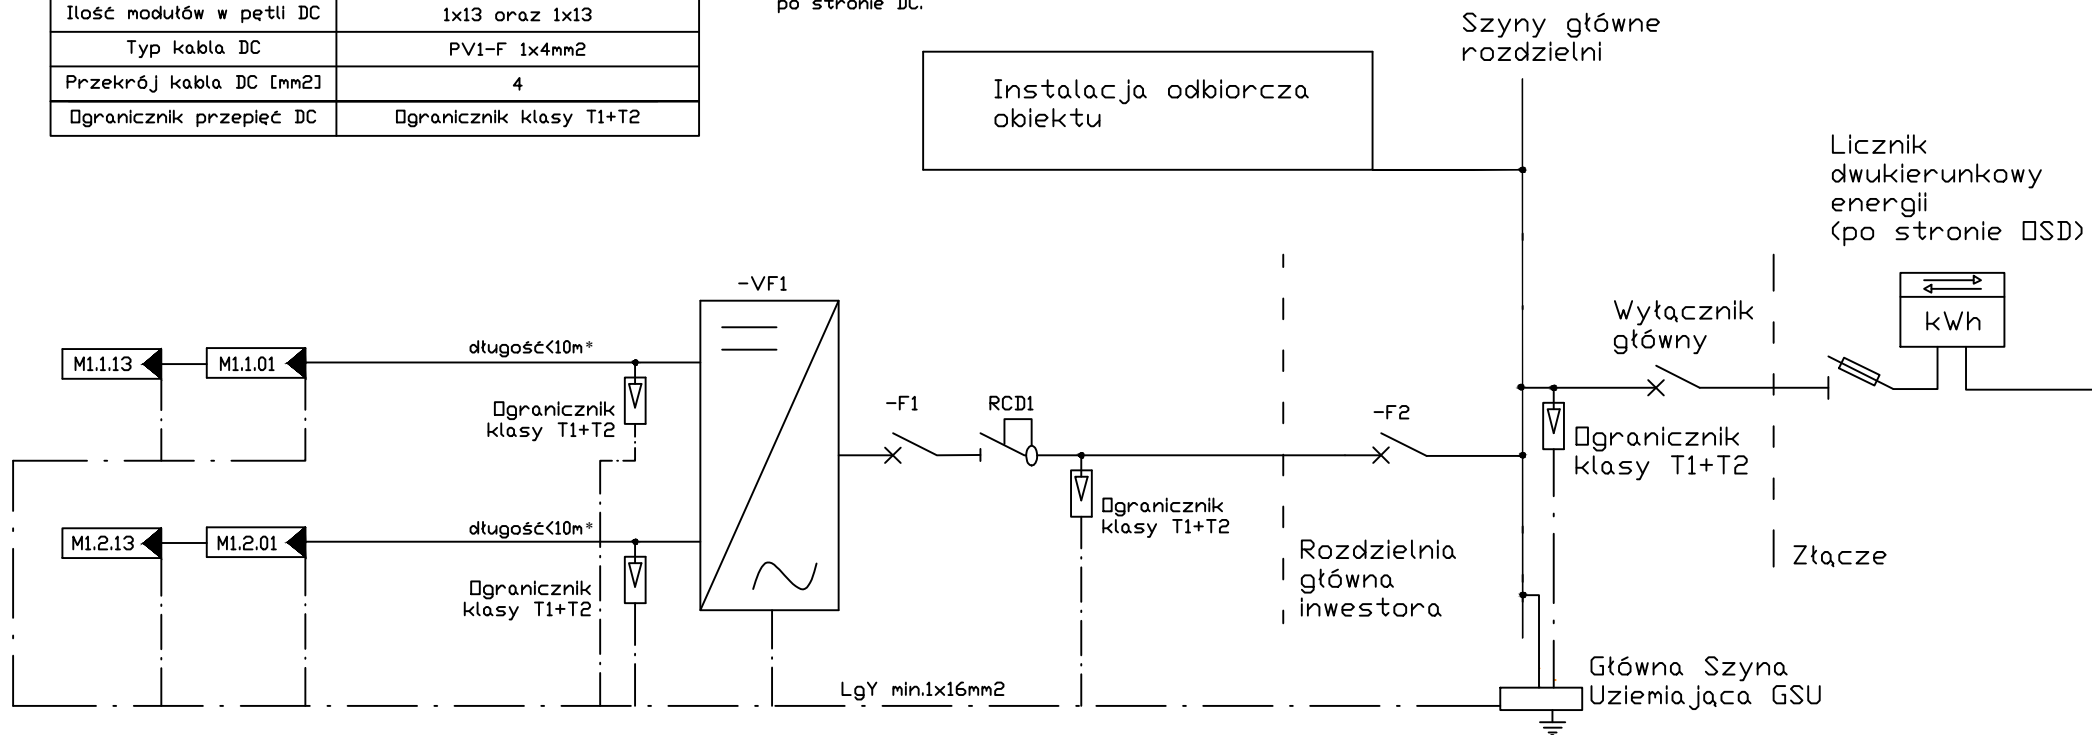 Ilość modułów w pętli DC
1x13 oraz 1x13
Typ kabla DC
PV1-F 1x4mm2
Przekrój kabla DC [mm2]
4
Ogranicznik przepięć DC
Ogranicznik klasy T1+T2
po stronie DC.
Szyny główne
rozdzielni
Instalacja odbiorcza
obiektu
Licznik
dwukierunkowy
energii
(po stronie OSD)
kWh
Wyłącznik
główny
-VF1
M1.1.13
M1.1.01
długość<10m*
Ogranicznik
klasy T1+T2
-F1
RCD1
-F2
Ogranicznik
klasy T1+T2
M1.2.13
M1.2.01
długość<10m*
Ogranicznik
klasy T1+T2
Ogranicznik
klasy T1+T2
Rozdzielnia
główna
inwestora
Złącze
LgY min.1x16mm2
Główna Szyna
Uziemiająca GSU